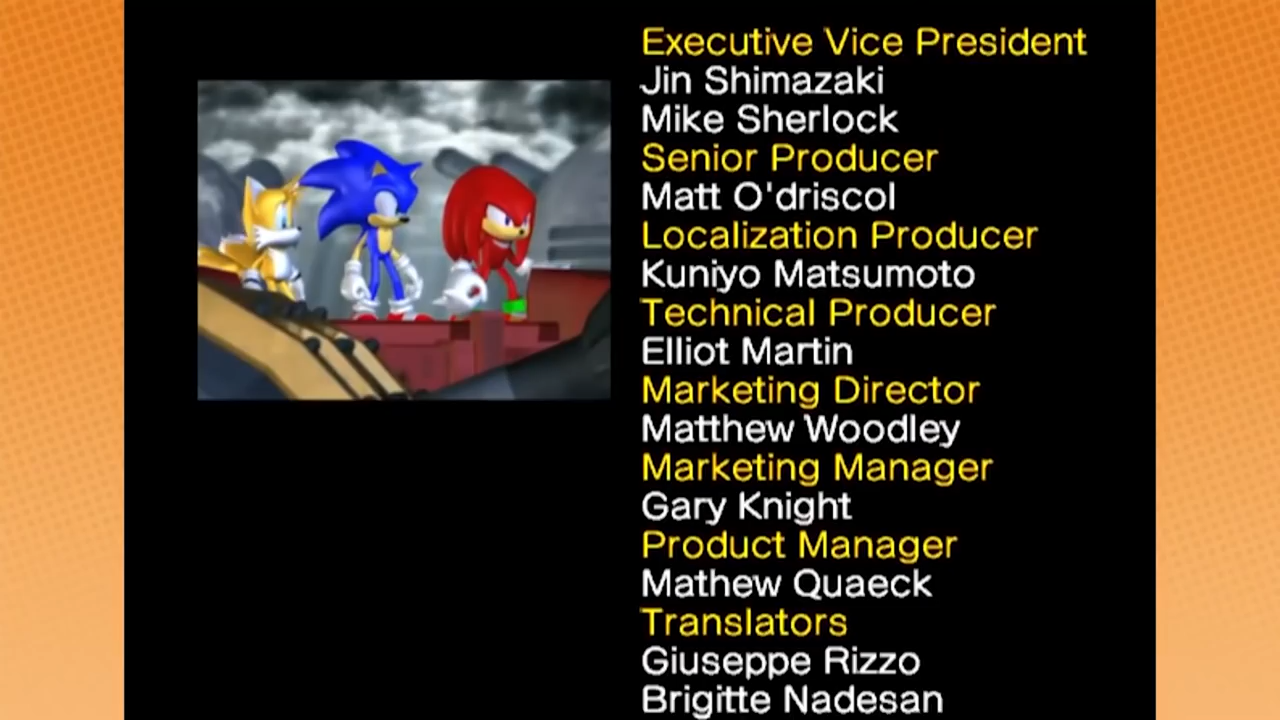 Executive Vice President
Jin Shimazaki
Mike Sherlock
Senior Producer
Matt O'driscol
Localization Producer
Kuniyo Matsumoto
Technical Producer
Elliot Martin
Marketing Director
Matthew Woodley
Marketing Manager
Gary Knight
Product Manager
Mathew Quaeck
Translators
Giuseppe Rizzo
Brigitte Nadesan